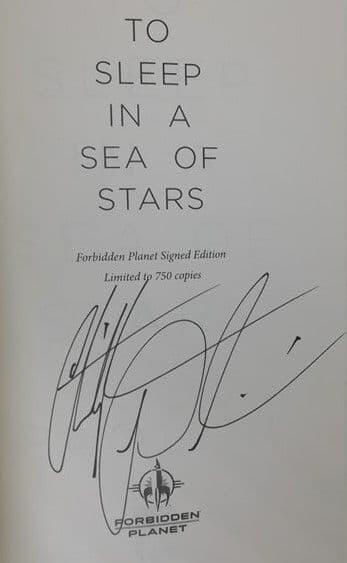 TO
SLEEP
IN A
SEA OF
STARS
Forbidden Planet Signed Edition
Limited to 750 copies
FORBIDDEN
PLANET